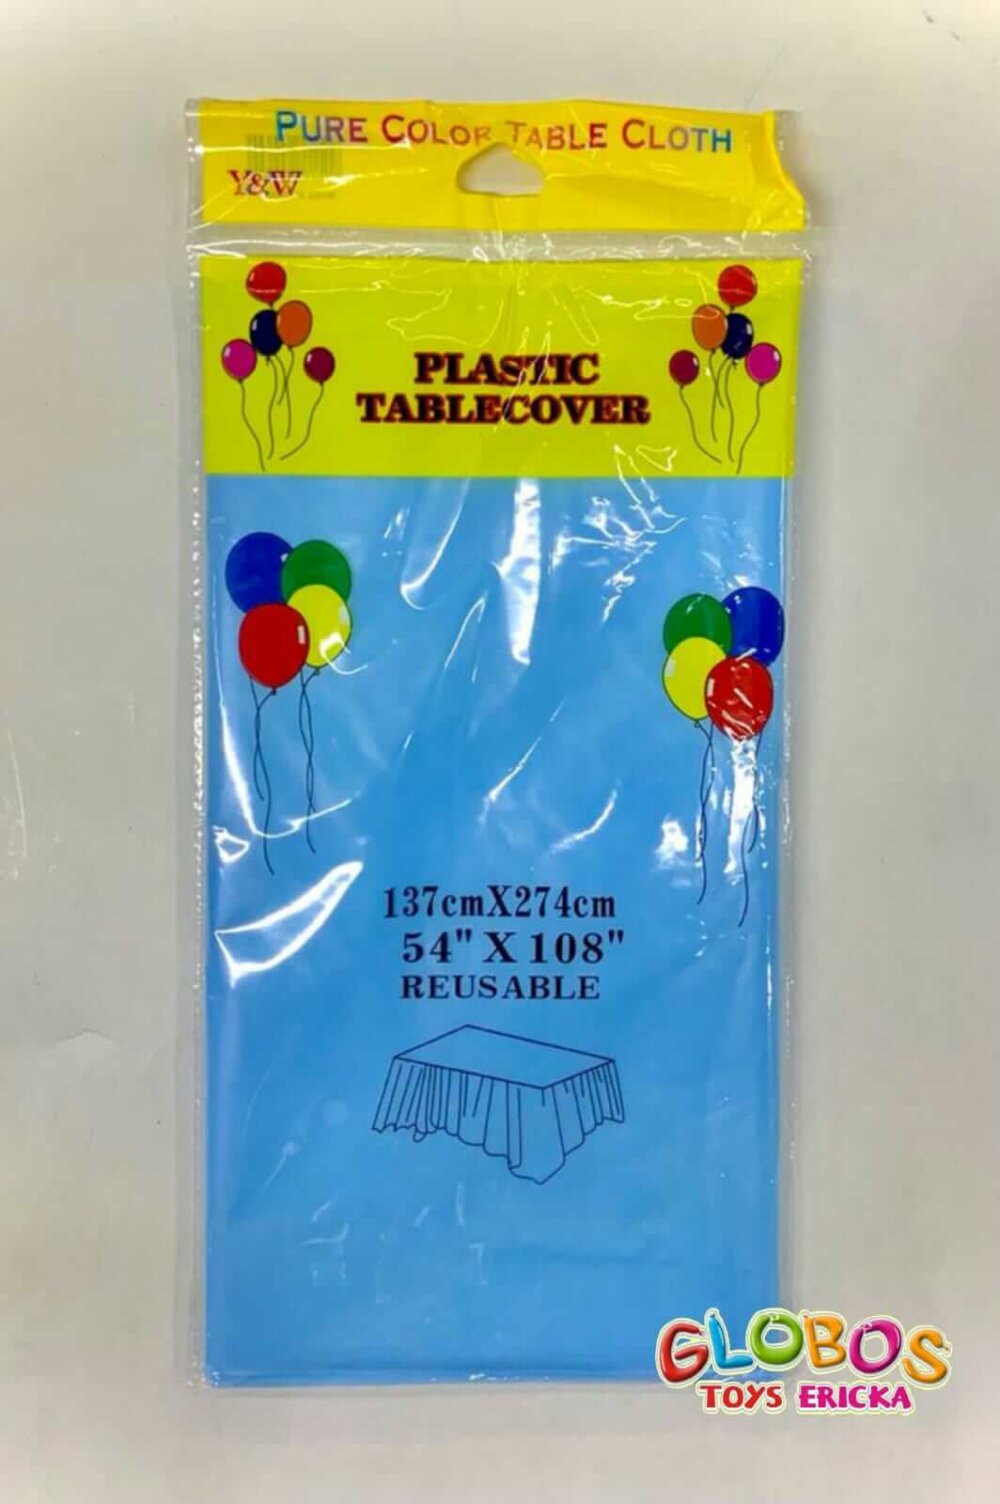 PURE COLOR TABLE CLOTH
Y&W
PLASTIC
TABLECOVER
137cmX274cm
54" X 108"
REUSABLE
GLOBOS
TOYS ERICKA